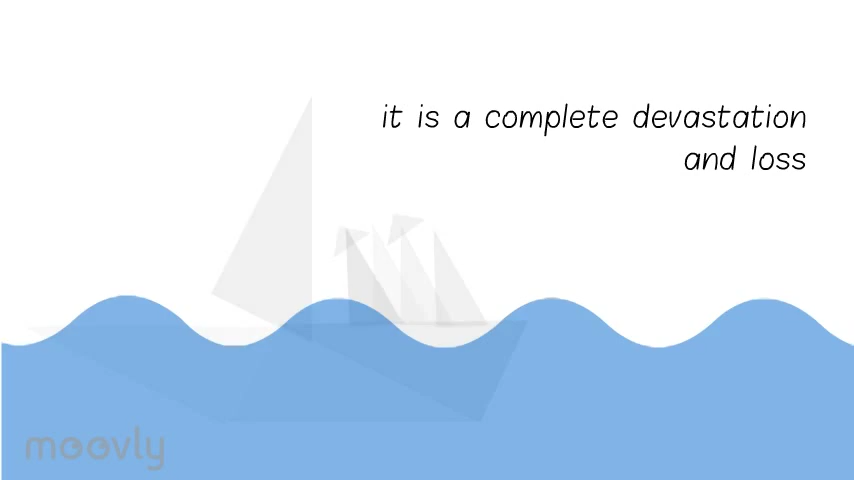 it is a complete devastation
and loss
moovly